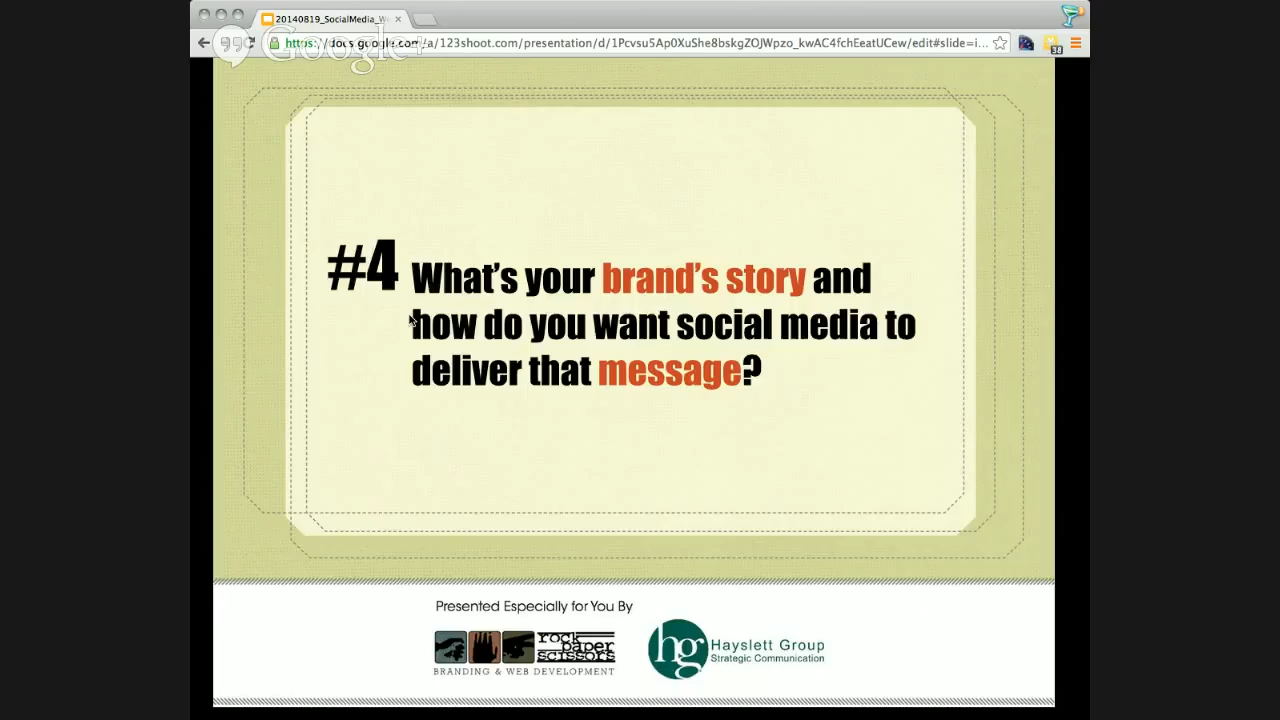 20140819_SocialMedia_W
Google+
https://docs.google.com/a/123shoot.com/presentation/d/1Pcvsu5Ap0XuShe8bskgZOJWpzo_kwAC4fchEeatUCew/edit#slide=i...
38
#4 What's your brand's story and
how do you want social media to
deliver that message?
Presented Especially for You By
rock
paper
scissors
BRANDING & WEB DEVELOPMENT
hg
Hayslett Group
Strategic Communication